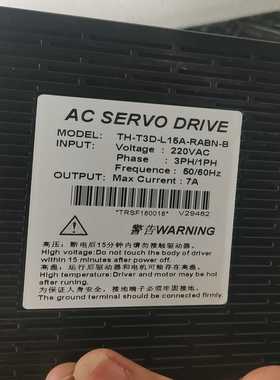 AC SERVO DRIVE
MODEL: TH-T3D-L15A-RABN-B
INPUT: Voltage : 220VAC
Phase : 3PH/1PH
Frequence : 50/60Hz
OUTPUT: Max Current : 7A
*TRSF160018* V29482
警告WARNING
高压：断电后15分钟内请勿接触驱动器。
High voltage:Do not touch the body of driver
within 15 minutes after power off.
高温：运行后驱动器和电机可能存在高温。
High temperature:Driver and motor may be hot
after runing.
为保证人身安全，接地端子必须可靠接地。
The ground terminal should be connected reliably.